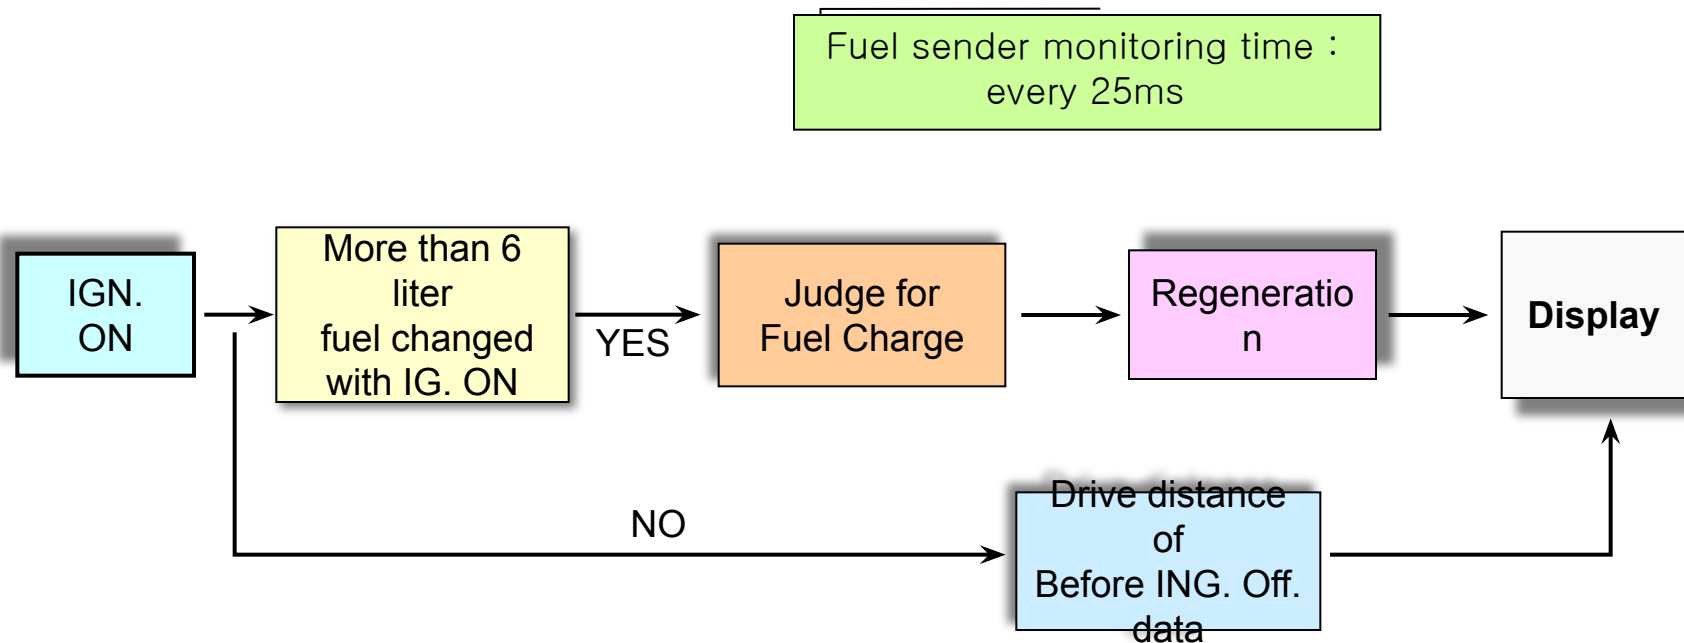 Fuel sender monitoring time :
every 25ms
IGN.
ON
More than 6
liter
fuel changed
with IG. ON
YES
Judge for
Fuel Charge
Regeneratio
n
Display
NO
Drive distance
of
Before ING. Off.
data